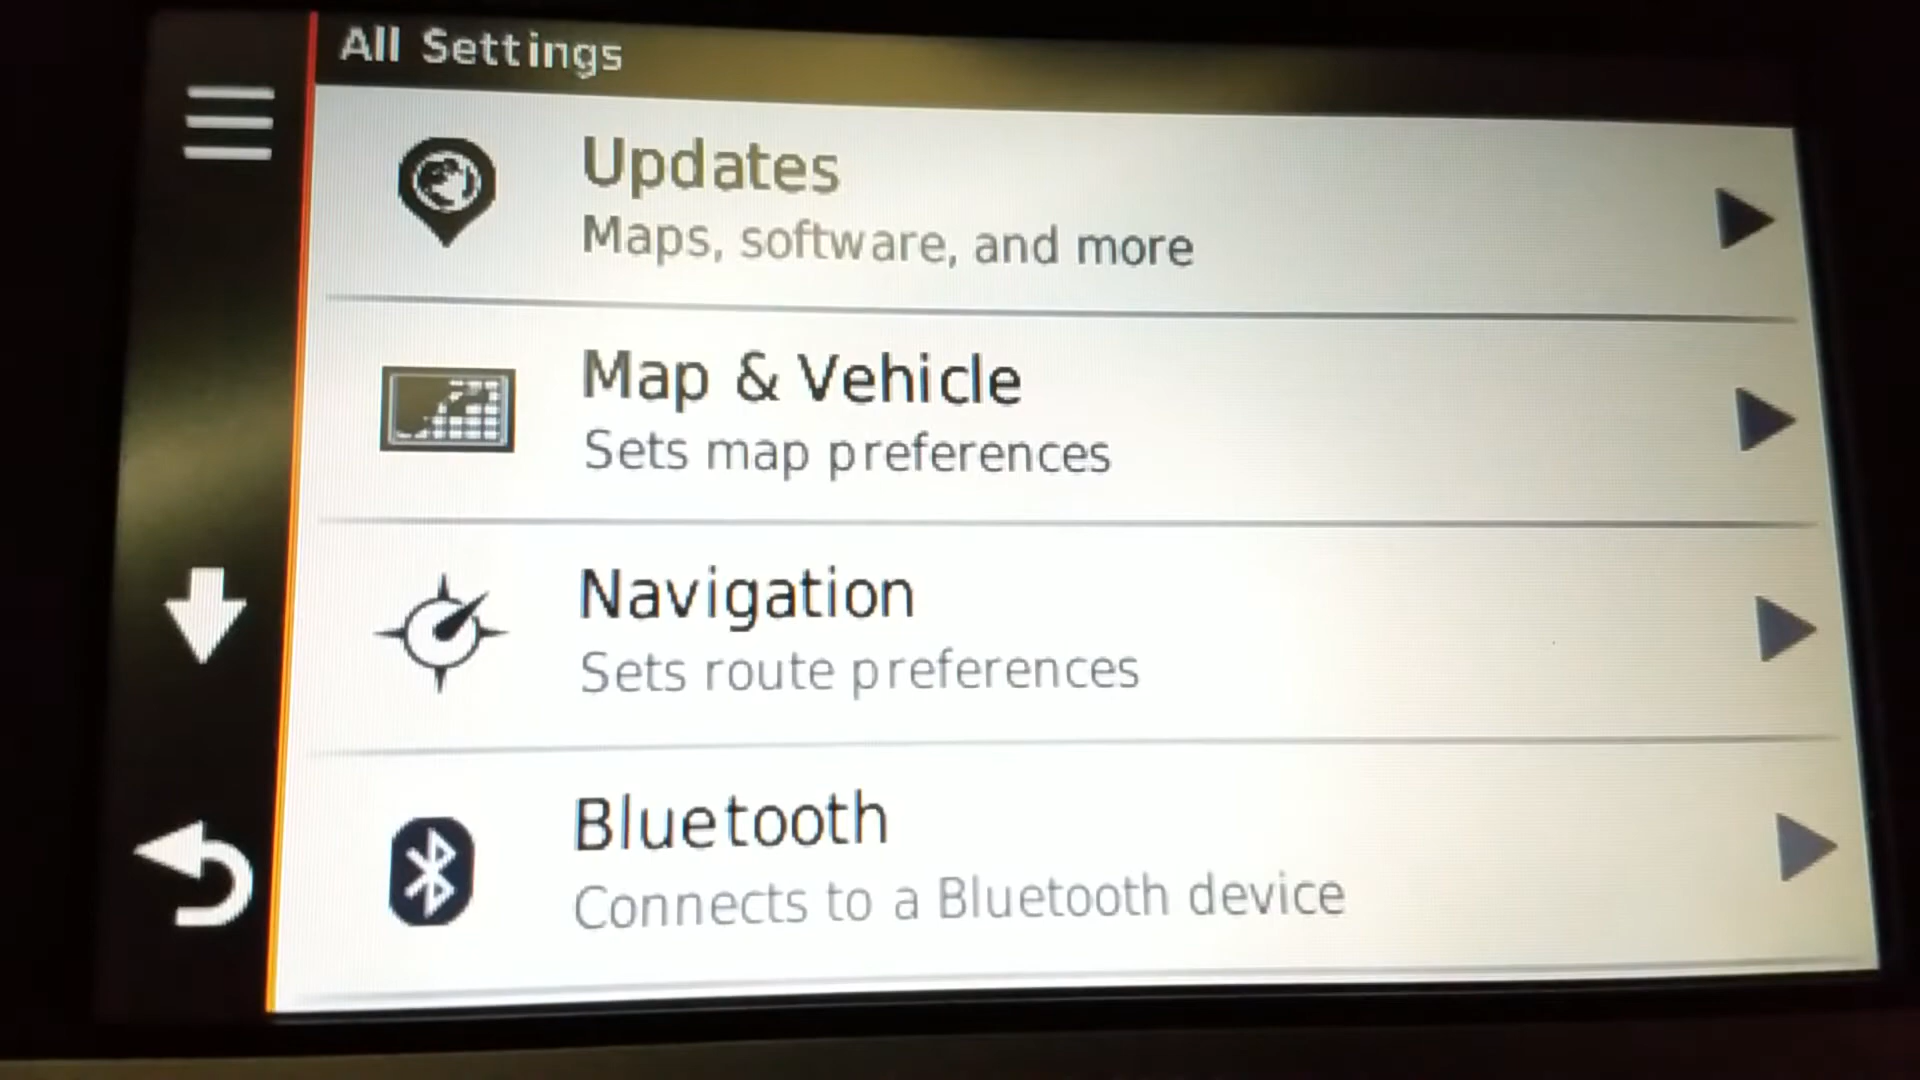 All Settings
Updates
Maps, software, and more
Map & Vehicle
Sets map preferences
Navigation
Sets route preferences
Bluetooth
Connects to a Bluetooth device